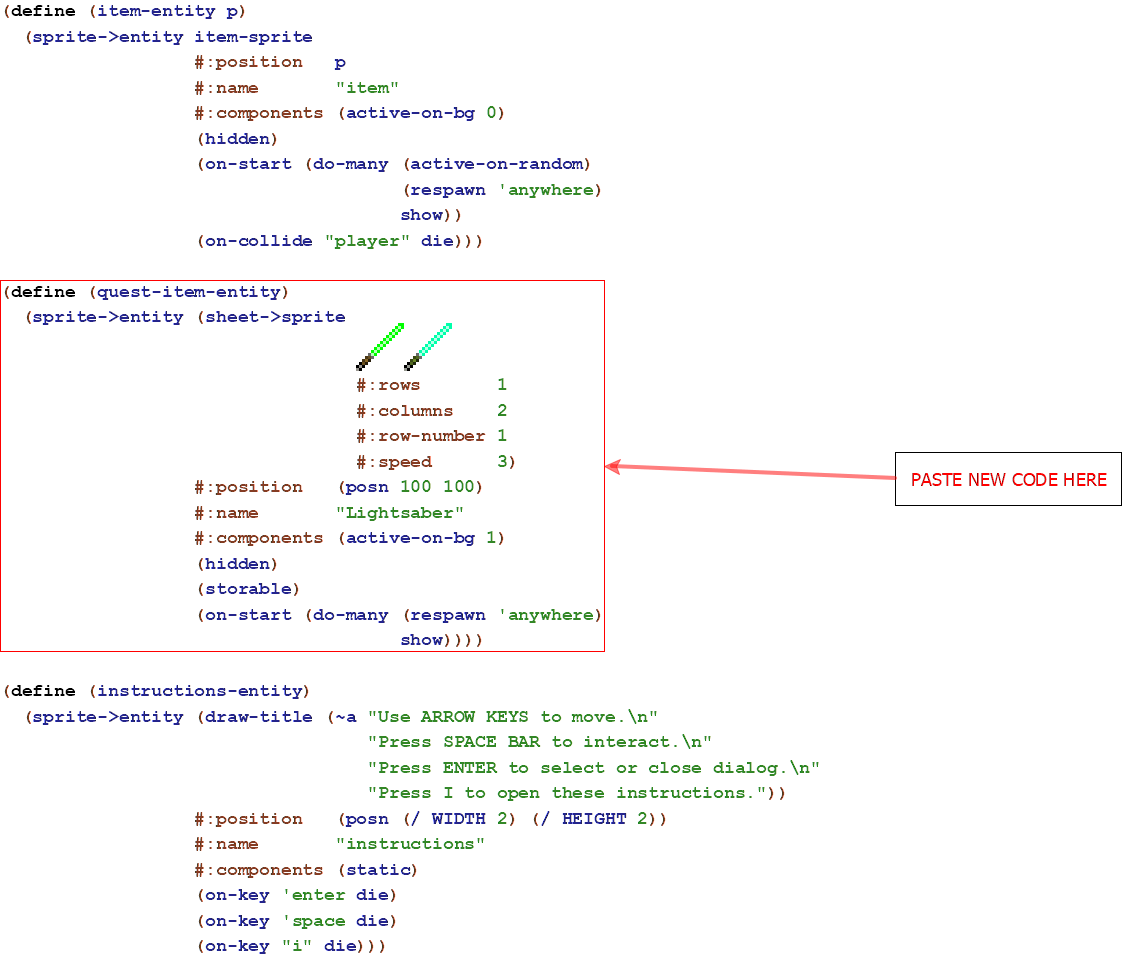 (define (item-entity p)
  (sprite->entity item-sprite
                  #:position   p
                  #:name       "item"
                  #:components (active-on-bg 0)
                  (hidden)
                  (on-start (do-many (active-on-random)
                                     (respawn 'anywhere)
                                     show))
                  (on-collide "player" die)))
(define (quest-item-entity)
  (sprite->entity (sheet->sprite
                                 #:rows       1
                                 #:columns    2
                                 #:row-number 1
                                 #:speed      3)
                  #:position   (posn 100 100)
                  #:name       "Lightsaber"
                  #:components (active-on-bg 1)
                  (hidden)
                  (storable)
                  (on-start (do-many (respawn 'anywhere)
                                     show))))
PASTE NEW CODE HERE
(define (instructions-entity)
  (sprite->entity (draw-title (~a "Use ARROW KEYS to move.\n"
                                  "Press SPACE BAR to interact.\n"
                                  "Press ENTER to select or close dialog.\n"
                                  "Press I to open these instructions."))
                  #:position   (posn (/ WIDTH 2) (/ HEIGHT 2))
                  #:name       "instructions"
                  #:components (static)
                  (on-key 'enter die)
                  (on-key 'space die)
                  (on-key "i" die)))